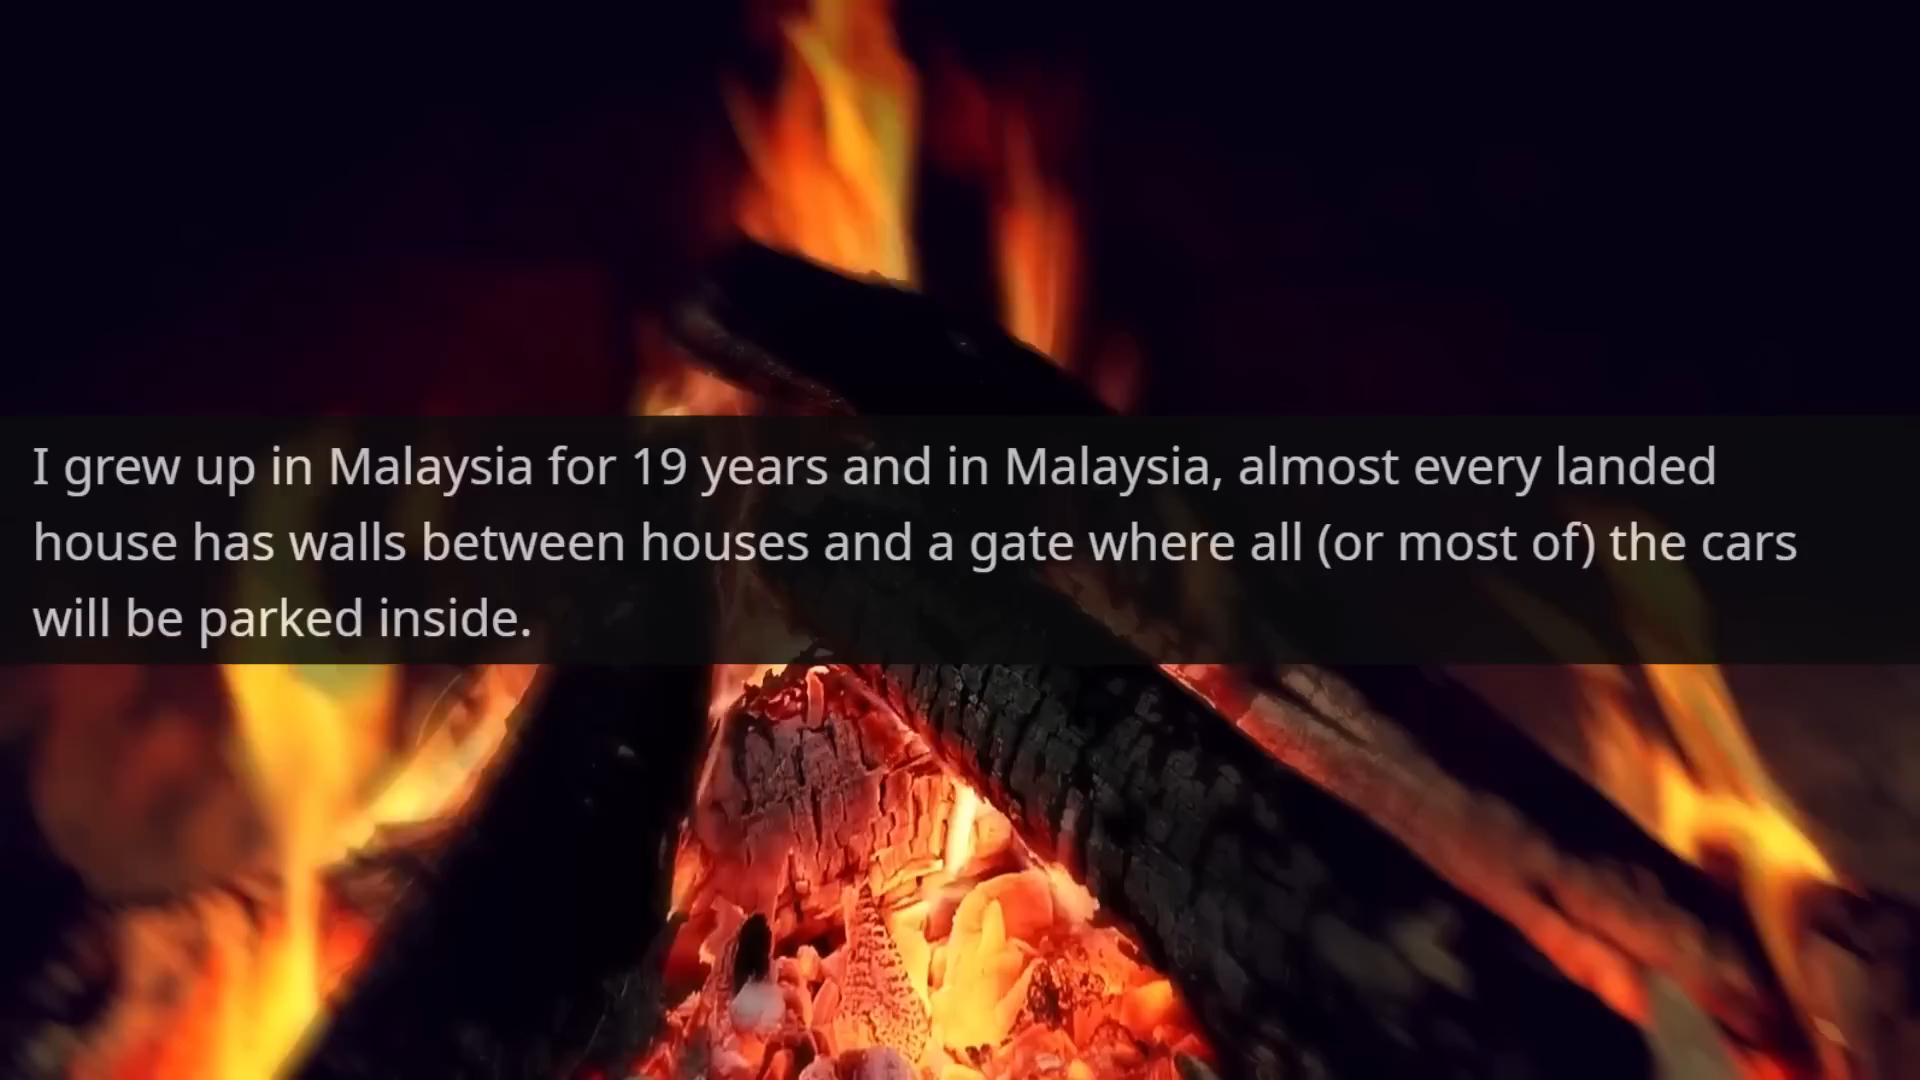 I grew up in Malaysia for 19 years and in Malaysia, almost every landed
house has walls between houses and a gate where all (or most of) the cars
will be parked inside.